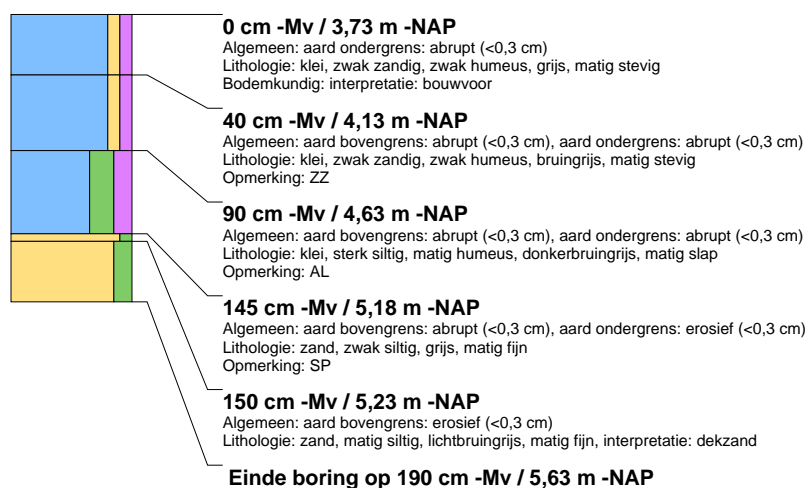 0 cm -Mv / 3,73 m -NAP
Algemeen: aard ondergrens: abrupt (<0,3 cm)
Lithologie: klei, zwak zandig, zwak humeus, grijs, matig stevig
Bodemkundig: interpretatie: bouwvoor
40 cm -Mv / 4,13 m -NAP
Algemeen: aard bovengrens: abrupt (<0,3 cm), aard ondergrens: abrupt (<0,3 cm)
Lithologie: klei, zwak zandig, zwak humeus, bruingrijs, matig stevig
Opmerking: ZZ
90 cm -Mv / 4,63 m -NAP
Algemeen: aard bovengrens: abrupt (<0,3 cm), aard ondergrens: abrupt (<0,3 cm)
Lithologie: klei, sterk siltig, matig humeus, donkerbruingrijs, matig slap
Opmerking: AL
145 cm -Mv / 5,18 m -NAP
Algemeen: aard bovengrens: abrupt (<0,3 cm), aard ondergrens: erosief (<0,3 cm)
Lithologie: zand, zwak siltig, grijs, matig fijn
Opmerking: SP
150 cm -Mv / 5,23 m -NAP
Algemeen: aard bovengrens: erosief (<0,3 cm)
Lithologie: zand, matig siltig, lichtbruingrijs, matig fijn, interpretatie: dekzand
Einde boring op 190 cm -Mv / 5,63 m -NAP